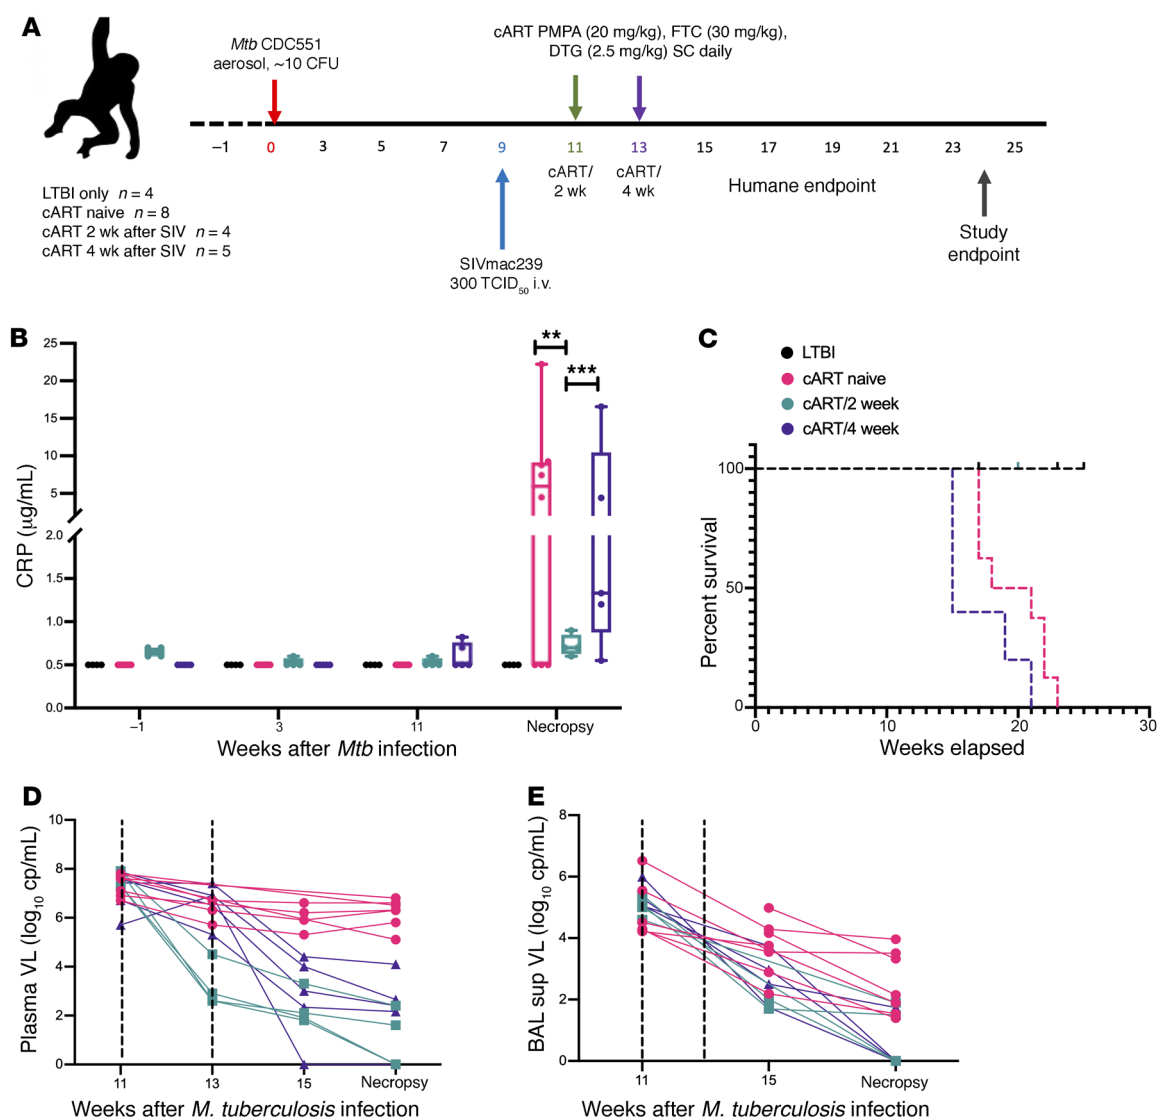 A
Mtb CDC551
aerosol, ~10 CFU
cART PMPA (20 mg/kg), FTC (30 mg/kg),
DTG (2.5 mg/kg) SC daily
–1 0 3 5 7 9 11 13 15 17 19 21 23 25
cART/
2 wk
cART/
4 wk
Humane endpoint
LTBI only n = 4
cART naive n = 8
cART 2 wk after SIV n = 4
cART 4 wk after SIV n = 5
Study
endpoint
SIVmac239
300 TCID50 i.v.
B
CRP (μg/mL)
25
20
15
10
5
2.0
1.5
1.0
0.5
0.0
**
***
–1 3 11 Necropsy
Weeks after Mtb infection
C
LTBI
cART naive
cART/2 week
cART/4 week
Percent survival
100
50
0
0 10 20 30
Weeks elapsed
D
Plasma VL (log10 cp/mL)
10
8
6
4
2
0
11 13 15 Necropsy
Weeks after M. tuberculosis infection
E
BAL sup VL (log10 cp/mL)
8
6
4
2
0
11 15 Necropsy
Weeks after M. tuberculosis infection